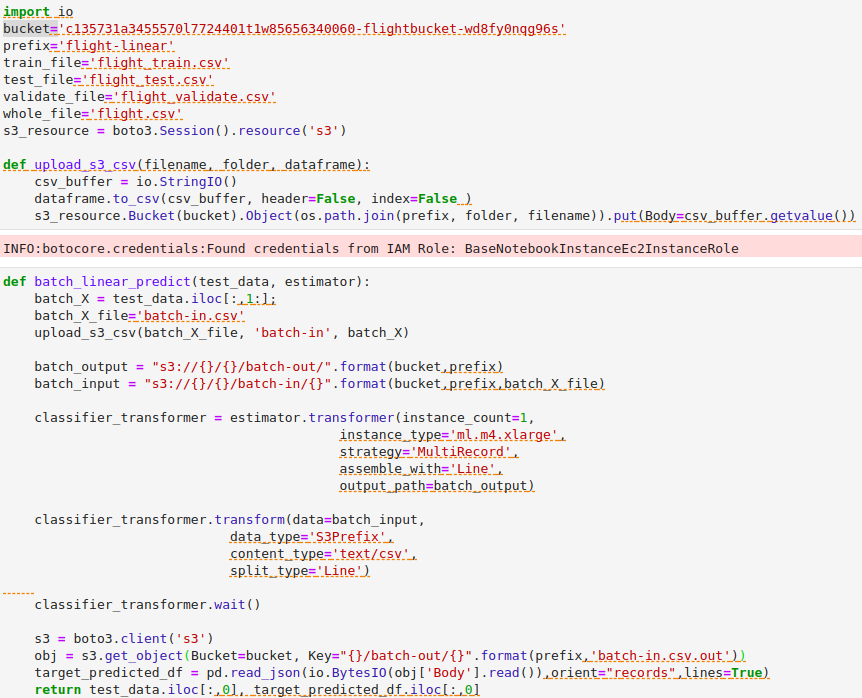 import io
bucket='c135731a3455570l7724401t1w85656340060-flightbucket-wd8fy0nqg96s'
prefix='flight-linear'
train_file='flight_train.csv'
test_file='flight_test.csv'
validate_file='flight_validate.csv'
whole_file='flight.csv'
s3_resource = boto3.Session().resource('s3')
def upload_s3_csv(filename, folder, dataframe):
csv_buffer = io.StringIO()
dataframe.to_csv(csv_buffer, header=False, index=False )
s3_resource.Bucket(bucket).Object(os.path.join(prefix, folder, filename)).put(Body=csv_buffer.getvalue())
INFO:botocore.credentials:Found credentials from IAM Role: BaseNotebookInstanceEc2InstanceRole
def batch_linear_predict(test_data, estimator):
batch_X = test_data.iloc[:,1:];
batch_X_file='batch-in.csv'
upload_s3_csv(batch_X_file, 'batch-in', batch_X)
batch_output = "s3://{}/{}/batch-out/".format(bucket,prefix)
batch_input = "s3://{}/{}/batch-in/{}".format(bucket,prefix,batch_X_file)
classifier_transformer = estimator.transformer(instance_count=1,
instance_type='ml.m4.xlarge',
strategy='MultiRecord',
assemble_with='Line',
output_path=batch_output)
classifier_transformer.transform(data=batch_input,
data_type='S3Prefix',
content_type='text/csv',
split_type='Line')
classifier_transformer.wait()
s3 = boto3.client('s3')
obj = s3.get_object(Bucket=bucket, Key="{}/batch-out/{}".format(prefix,'batch-in.csv.out'))
target_predicted_df = pd.read_json(io.BytesIO(obj['Body'].read()),orient="records",lines=True)
return test_data.iloc[:,0], target_predicted_df.iloc[:,0]